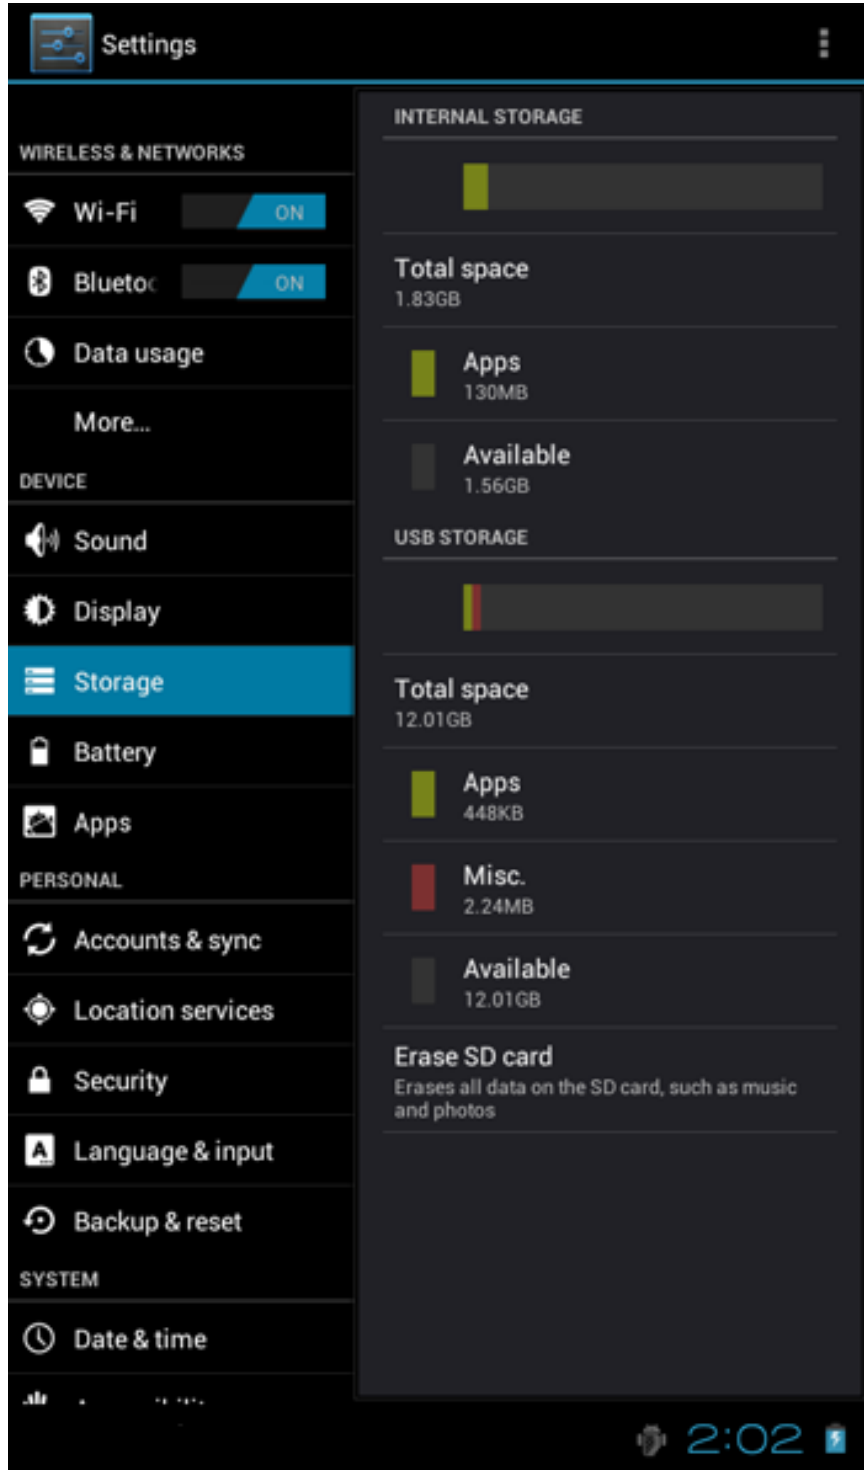 Settings
WIRELESS & NETWORKS
Wi-Fi
ON
Bluetoo
ON
Data usage
More...
DEVICE
Sound
Display
Storage
Battery
Apps
PERSONAL
Accounts & sync
Location services
Security
Language & input
Backup & reset
SYSTEM
Date & time
INTERNAL STORAGE
Total space
1.83GB
Apps
130MB
Available
1.56GB
USB STORAGE
Total space
12.01GB
Apps
448KB
Misc.
2.24MB
Available
12.01GB
Erase SD card
Erases all data on the SD card, such as music
and photos
2:02